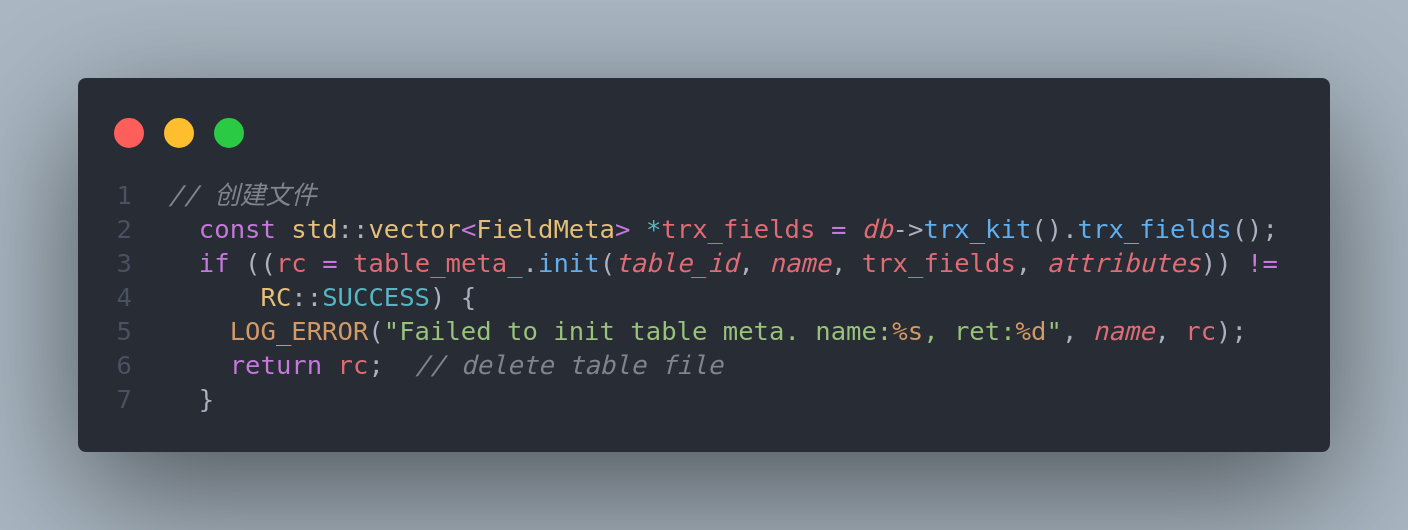 1 // 创建文件
2   const std::vector<FieldMeta> *trx_fields = db->trx_kit().trx_fields();
3   if ((rc = table_meta_.init(table_id, name, trx_fields, attributes)) !=
4       RC::SUCCESS) {
5     LOG_ERROR("Failed to init table meta. name:%s, ret:%d", name, rc);
6     return rc;  // delete table file
7   }